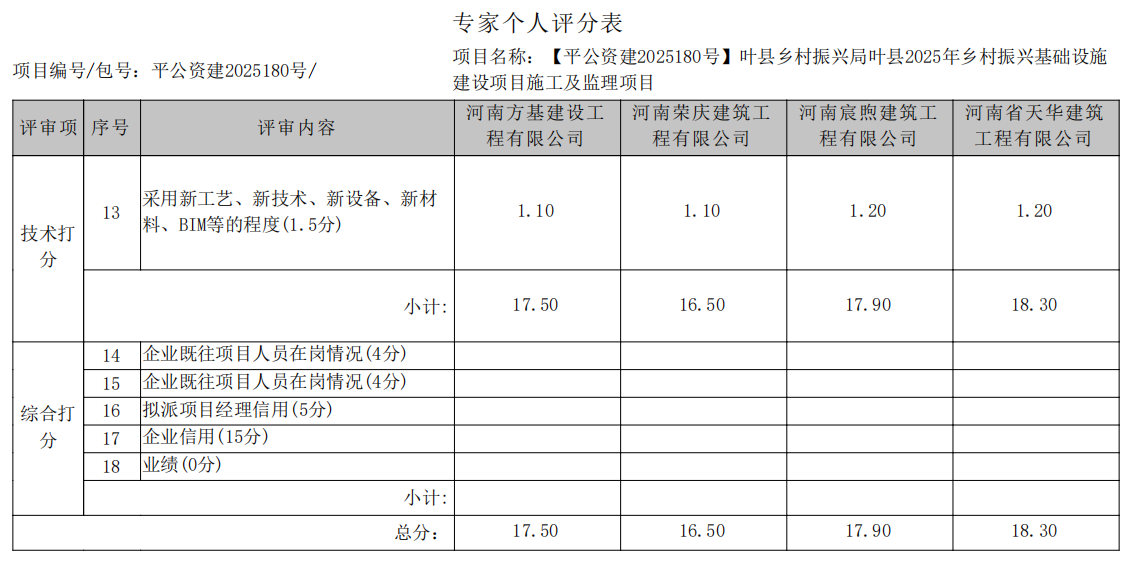 专家个人评分表
项目编号/包号：平公资建2025180号/
项目名称：【平公资建2025180号】叶县乡村振兴局叶县2025年乡村振兴基础设施
建设项目施工及监理项目
评审项 序号 评审内容 河南方基建设工 河南荣庆建筑工 河南宸煦建筑工 河南省天华建筑
程有限公司 程有限公司 程有限公司 工程有限公司
技术打
分
13
采用新工艺、新技术、新设备、新材
料、BIM等的程度(1.5分)
1.10 1.10 1.20 1.20
小计: 17.50 16.50 17.90 18.30
综合打
分
14 企业既往项目人员在岗情况(4分)
15 企业既往项目人员在岗情况(4分)
16 拟派项目经理信用(5分)
17 企业信用(15分)
18 业绩(0分)
小计:
总分： 17.50 16.50 17.90 18.30